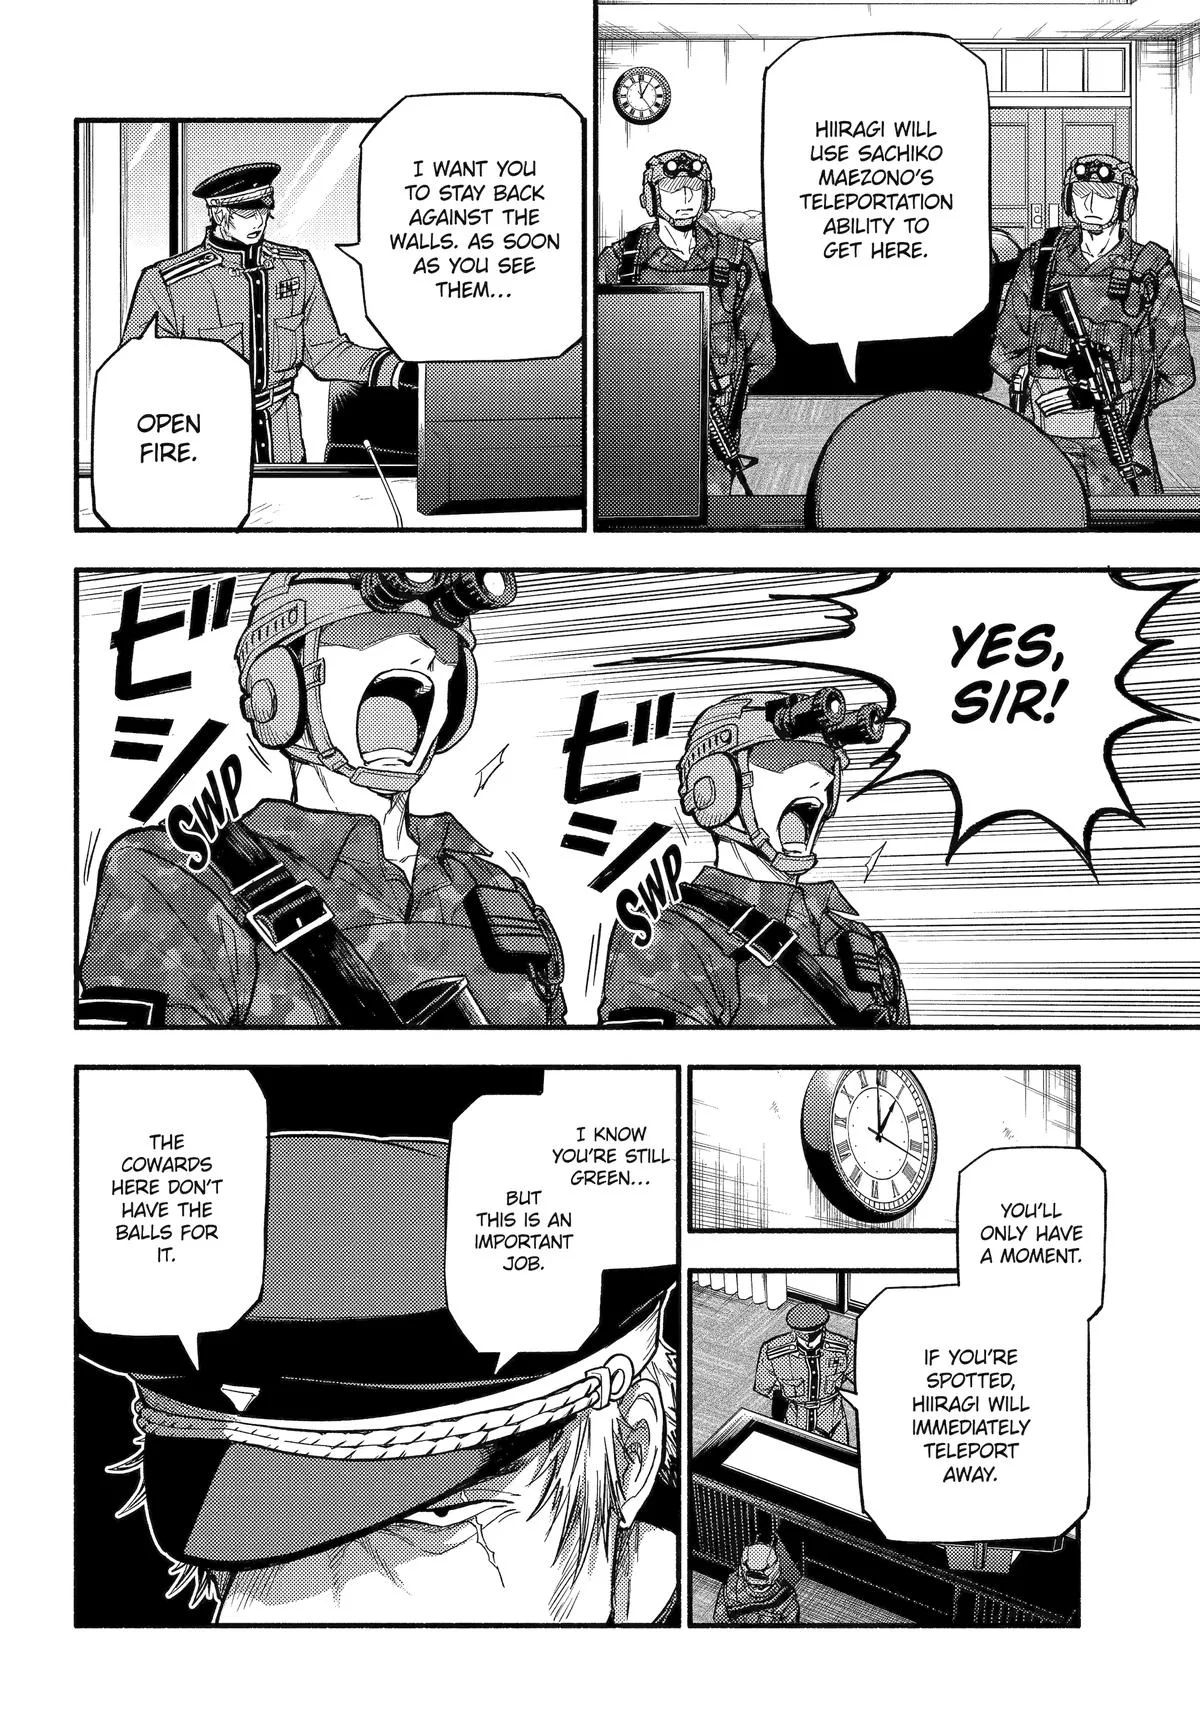 HIIRAGI WILL
USE SACHIKO
MAEZONO'S
TELEPORTATION
ABILITY TO
GET HERE.
I WANT YOU
TO STAY BACK
AGAINST THE
WALLS. AS SOON
AS YOU SEE
THEM...
OPEN
FIRE.
YES,
SIR!
ビシ
SWP
ビシ
SWP
YOU'LL
ONLY HAVE
A MOMENT.
IF YOU'RE
SPOTTED,
HIIRAGI WILL
IMMEDIATELY
TELEPORT
AWAY.
I KNOW
YOU'RE STILL
GREEN...
BUT
THIS IS AN
IMPORTANT
JOB.
THE
COWARDS
HERE DON'T
HAVE THE
BALLS FOR
IT.